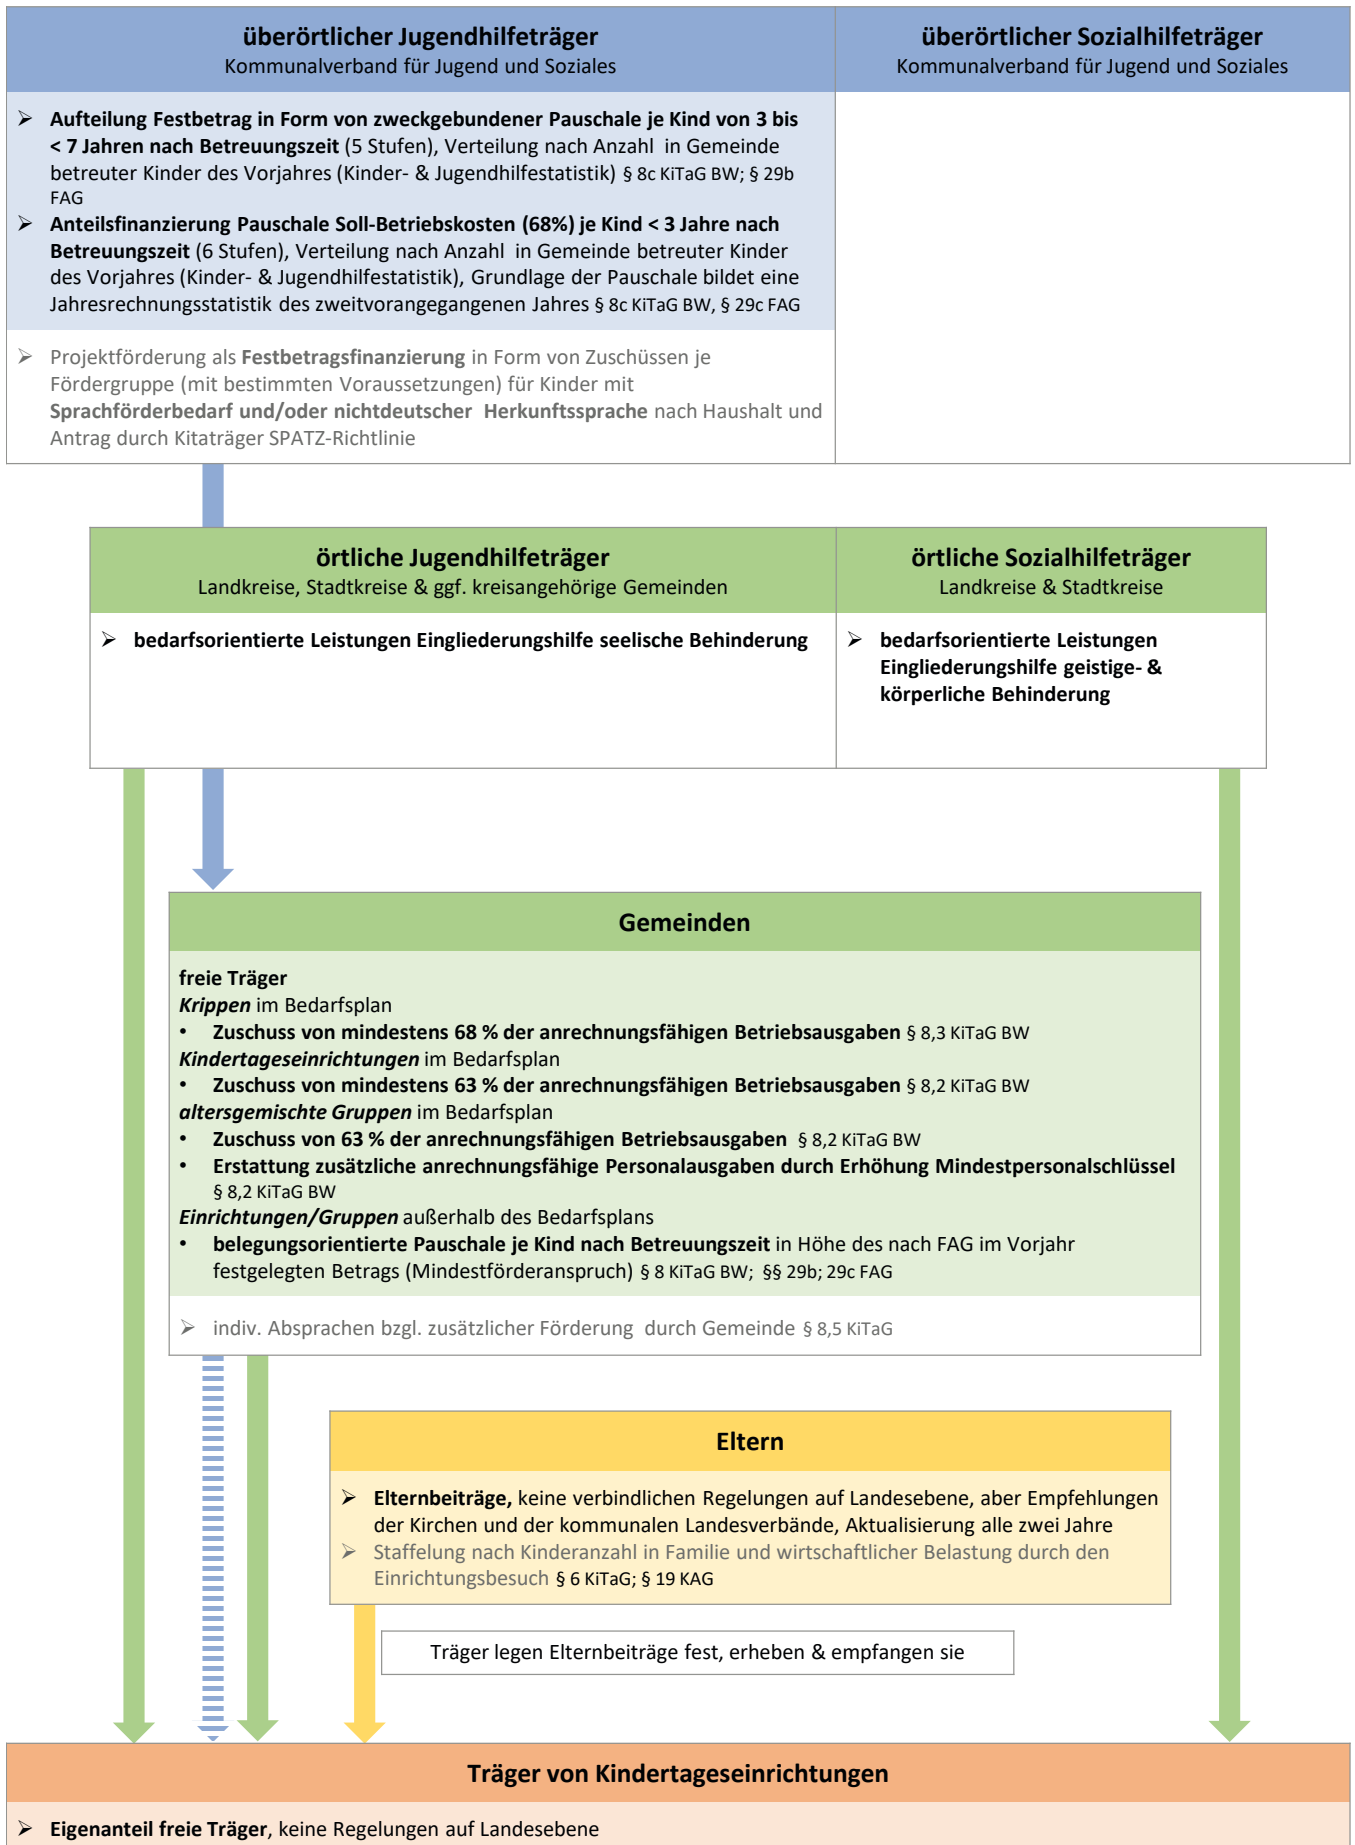 überörtlicher Jugendhilfeträger
Kommunalverband für Jugend und Soziales
überörtlicher Sozialhilfeträger
Kommunalverband für Jugend und Soziales
➢ Aufteilung Festbetrag in Form von zweckgebundener Pauschale je Kind von 3 bis
< 7 Jahren nach Betreuungszeit (5 Stufen), Verteilung nach Anzahl in Gemeinde
betreuter Kinder des Vorjahres (Kinder- & Jugendhilfestatistik) § 8c KiTaG BW; § 29b
FAG
➢ Anteilsfinanzierung Pauschale Soll-Betriebskosten (68%) je Kind < 3 Jahre nach
Betreuungszeit (6 Stufen), Verteilung nach Anzahl in Gemeinde betreuter Kinder
des Vorjahres (Kinder- & Jugendhilfestatistik), Grundlage der Pauschale bildet eine
Jahresrechnungsstatistik des zweitvorangegangenen Jahres § 8c KiTaG BW, § 29c FAG
➢ Projektförderung als Festbetragsfinanzierung in Form von Zuschüssen je
Fördergruppe (mit bestimmten Voraussetzungen) für Kinder mit
Sprachförderbedarf und/oder nichtdeutscher Herkunftssprache nach Haushalt und
Antrag durch Kitaträger SPATZ-Richtlinie
örtliche Jugendhilfeträger
Landkreise, Stadtkreise & ggf. kreisangehörige Gemeinden
örtliche Sozialhilfeträger
Landkreise & Stadtkreise
➢ bedarfsorientierte Leistungen Eingliederungshilfe seelische Behinderung
➢ bedarfsorientierte Leistungen
Eingliederungshilfe geistige- &
körperliche Behinderung
Gemeinden
freie Träger
Krippen im Bedarfsplan
• Zuschuss von mindestens 68 % der anrechnungsfähigen Betriebsausgaben § 8,3 KiTaG BW
Kindertageseinrichtungen im Bedarfsplan
• Zuschuss von mindestens 63 % der anrechnungsfähigen Betriebsausgaben § 8,2 KiTaG BW
altersgemischte Gruppen im Bedarfsplan
• Zuschuss von 63 % der anrechnungsfähigen Betriebsausgaben § 8,2 KiTaG BW
• Erstattung zusätzliche anrechnungsfähige Personalausgaben durch Erhöhung Mindestpersonalschlüssel
§ 8,2 KiTaG BW
Einrichtungen/Gruppen außerhalb des Bedarfsplans
• belegungsorientierte Pauschale je Kind nach Betreuungszeit in Höhe des nach FAG im Vorjahr
festgelegten Betrags (Mindestförderanspruch) § 8 KiTaG BW; §§ 29b; 29c FAG
➢ indiv. Absprachen bzgl. zusätzlicher Förderung durch Gemeinde § 8,5 KiTaG
Eltern
➢ Elternbeiträge, keine verbindlichen Regelungen auf Landesebene, aber Empfehlungen
der Kirchen und der kommunalen Landesverbände, Aktualisierung alle zwei Jahre
➢ Staffelung nach Kinderanzahl in Familie und wirtschaftlicher Belastung durch den
Einrichtungsbesuch § 6 KiTaG; § 19 KAG
Träger legen Elternbeiträge fest, erheben & empfangen sie
Träger von Kindertageseinrichtungen
➢ Eigenanteil freie Träger, keine Regelungen auf Landesebene